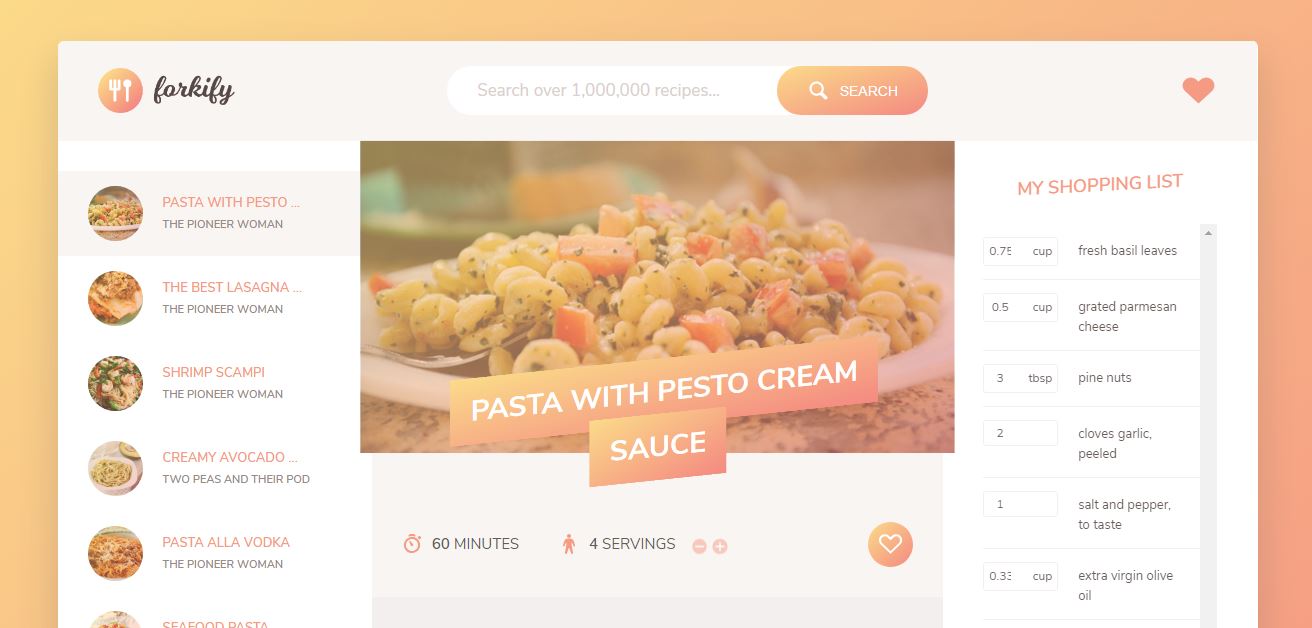 forkify
Search over 1,000,000 recipes...
SEARCH
PASTA WITH PESTO ...
THE PIONEER WOMAN
THE BEST LASAGNA ...
THE PIONEER WOMAN
SHRIMP SCAMPI
THE PIONEER WOMAN
CREAMY AVOCADO ...
TWO PEAS AND THEIR POD
PASTA ALLA VODKA
THE PIONEER WOMAN
SEAFOOD PASTA
PASTA WITH PESTO CREAM
SAUCE
60 MINUTES
4 SERVINGS
MY SHOPPING LIST
0.75 cup fresh basil leaves
0.5 cup grated parmesan
cheese
3 tbsp pine nuts
2 cloves garlic,
peeled
1 salt and pepper,
to taste
0.33 cup extra virgin olive
oil